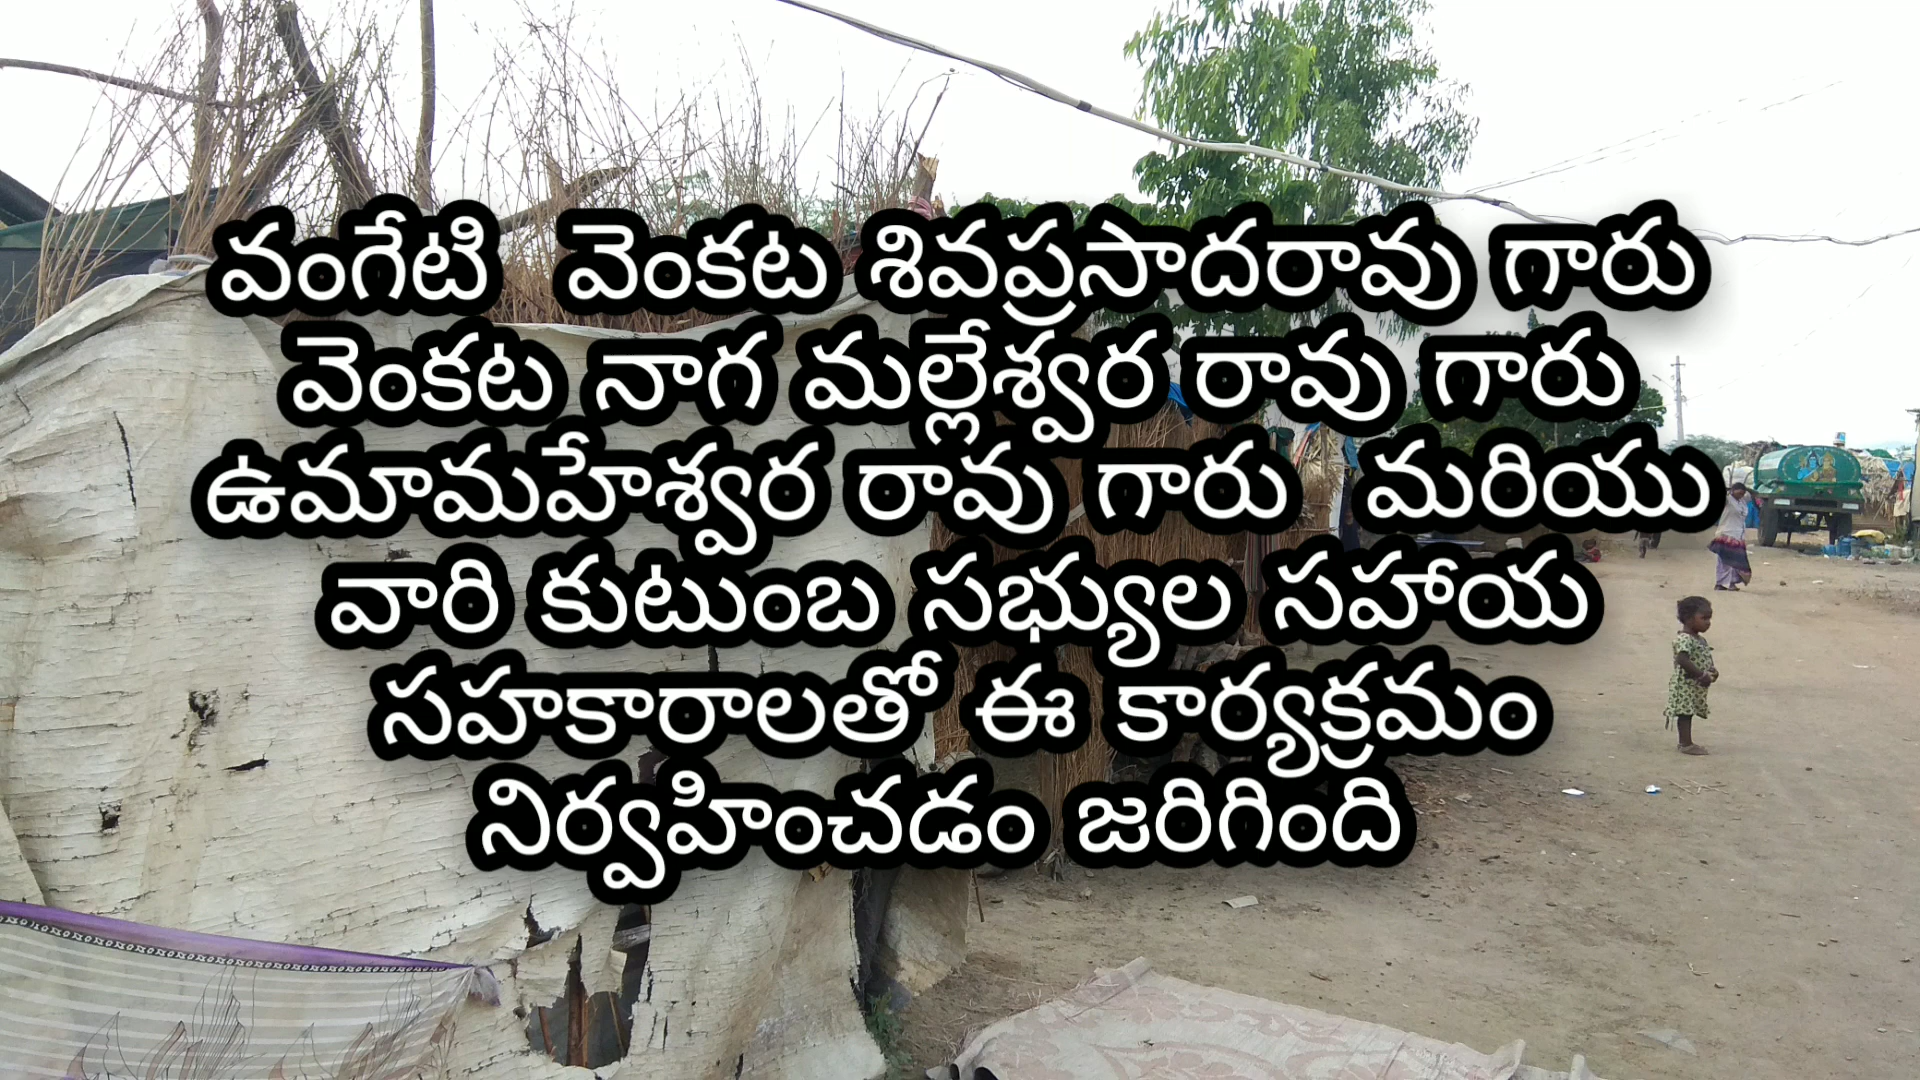 వంగేటి వెంకట శివప్రసాదరావు గారు
వెంకట నాగ మల్లేశ్వర రావు గారు
ఉమామహేశ్వర రావు గారు మరియు
వారి కుటుంబ సభ్యుల సహాయ
సహకారాలతో ఈ కార్యక్రమం
నిర్వహించడం జరిగింది